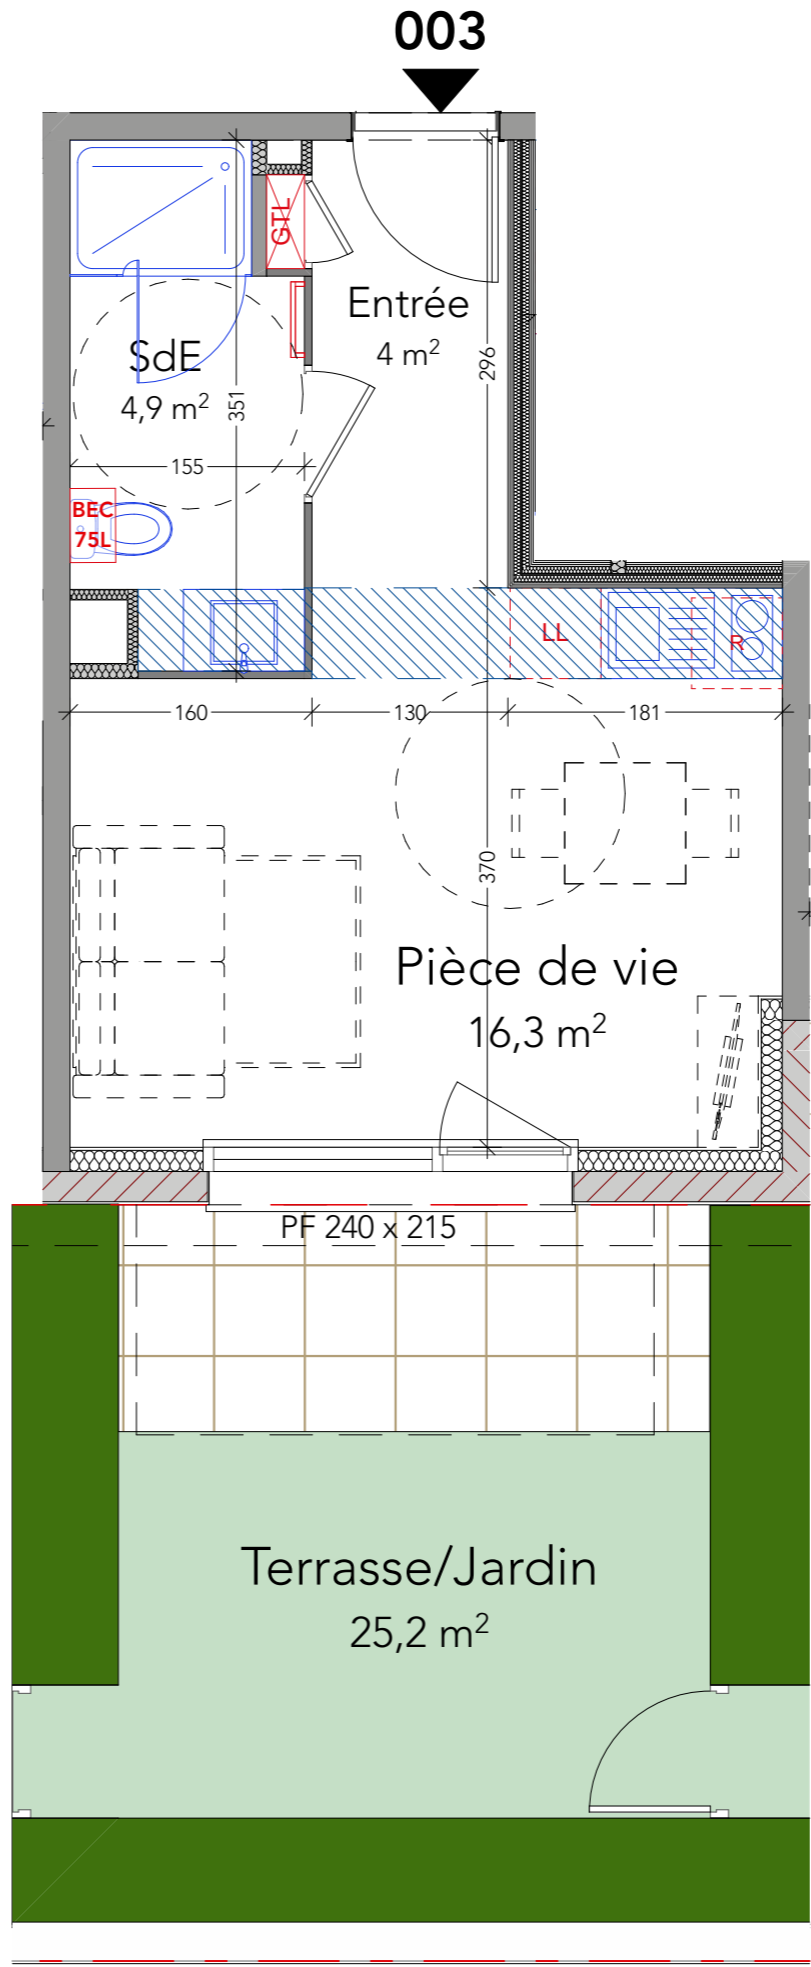 003
GTL
Entrée
4 m²
296
SdE
4,9 m²
351
155
BEC
75L
LL
R
160
130
181
370
Pièce de vie
16,3 m²
PF 240 x 215
Terrasse/Jardin
25,2 m²